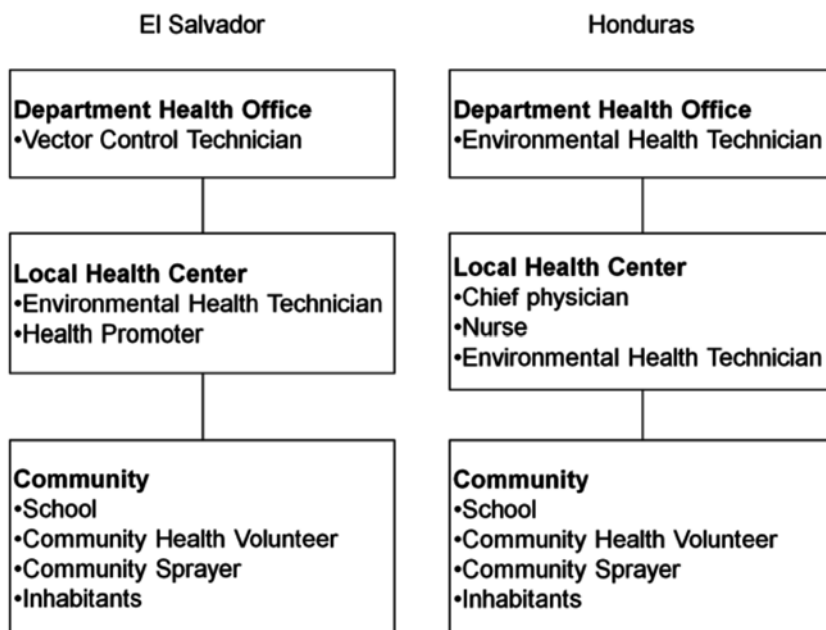 El Salvador
Department Health Office
•Vector Control Technician
Local Health Center
•Environmental Health Technician
•Health Promoter
Community
•School
•Community Health Volunteer
•Community Sprayer
•Inhabitants
Honduras
Department Health Office
•Environmental Health Technician
Local Health Center
•Chief physician
•Nurse
•Environmental Health Technician
Community
•School
•Community Health Volunteer
•Community Sprayer
•Inhabitants